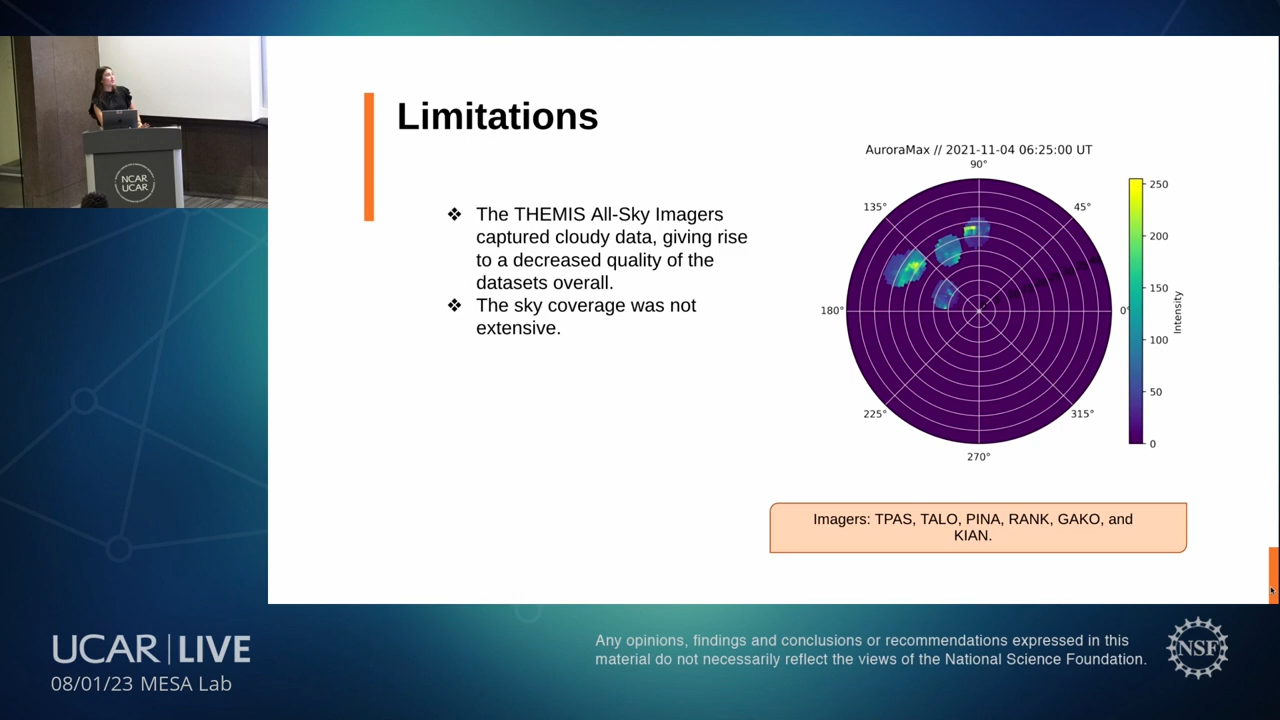 NCAR
UCAR
Limitations
❖ The THEMIS All-Sky Imagers
captured cloudy data, giving rise
to a decreased quality of the
datasets overall.
❖ The sky coverage was not
extensive.
AuroraMax // 2021-11-04 06:25:00 UT
90°
135°
45°
180°
0°
225°
315°
270°
250
200
150
100
50
0
Intensity
Imagers: TPAS, TALO, PINA, RANK, GAKO, and
KIAN.
UCAR | LIVE
08/01/23 MESA Lab
Any opinions, findings and conclusions or recommendations expressed in this
material do not necessarily reflect the views of the National Science Foundation.
NSF